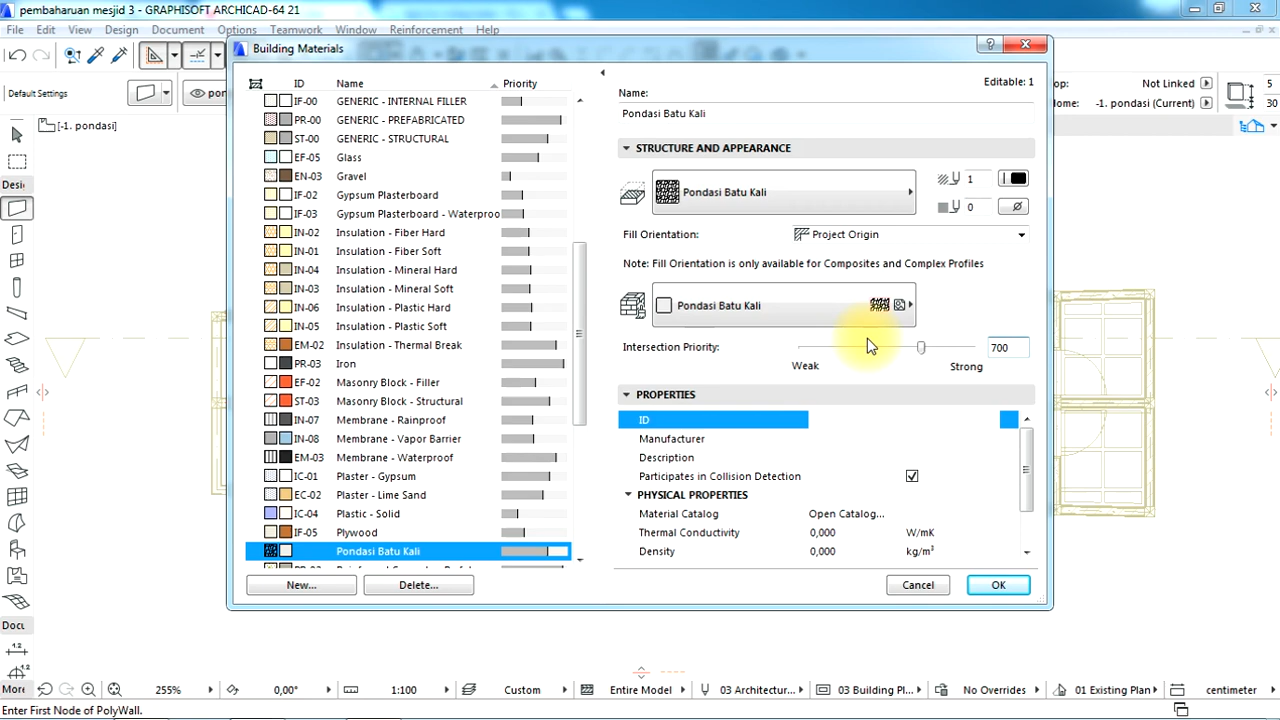 pembaharuan mesjid 3 - GRAPHISOFT ARCHICAD-64 21
File Edit View Design Document Options Teamwork Window Reinforcement Help
Building Materials
Default Settings
Not Linked
-1. pondasi (Current)
5
30
[-1. pondasi]
ID Name Priority
IF-00 GENERIC - INTERNAL FILLER
PR-00 GENERIC - PREFABRICATED
ST-00 GENERIC - STRUCTURAL
EF-05 Glass
EN-03 Gravel
IF-02 Gypsum Plasterboard
IF-03 Gypsum Plasterboard - Waterproo
IN-02 Insulation - Fiber Hard
IN-01 Insulation - Fiber Soft
IN-04 Insulation - Mineral Hard
IN-03 Insulation - Mineral Soft
IN-06 Insulation - Plastic Hard
IN-05 Insulation - Plastic Soft
EM-02 Insulation - Thermal Break
PR-03 Iron
EF-02 Masonry Block - Filler
ST-03 Masonry Block - Structural
IN-07 Membrane - Rainproof
IN-08 Membrane - Vapor Barrier
EM-03 Membrane - Waterproof
IC-01 Plaster - Gypsum
EC-02 Plaster - Lime Sand
IC-04 Plastic - Solid
IF-05 Plywood
Pondasi Batu Kali
New... Delete...
Editable: 1
Name:
Pondasi Batu Kali
STRUCTURE AND APPEARANCE
Pondasi Batu Kali
1
0
Fill Orientation: Project Origin
Note: Fill Orientation is only available for Composites and Complex Profiles
Pondasi Batu Kali
Intersection Priority: 700
Weak Strong
PROPERTIES
ID
Manufacturer
Description
Participates in Collision Detection
PHYSICAL PROPERTIES
Material Catalog Open Catalog...
Thermal Conductivity 0,000 W/mK
Density 0,000 kg/m³
Cancel OK
Desi
Docu
More
255% 0,00° 1:100 Custom Entire Model 03 Architectur... 03 Building Pl... No Overrides 01 Existing Plan centimeter
Enter First Node of PolyWall.